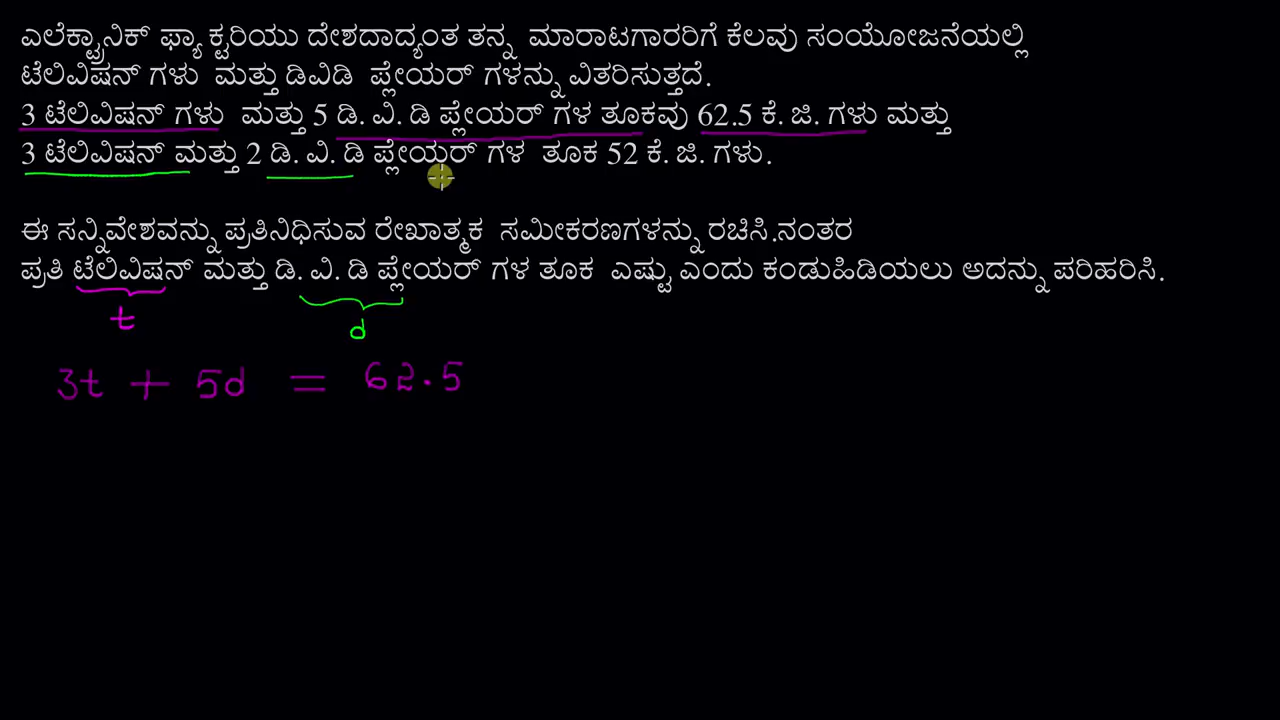 ಎಲೆಕ್ಟ್ರಾನಿಕ್ ಫ್ಯಾ ಕ್ಟರಿಯು ದೇಶದಾದ್ಯಂತ ತನ್ನ ಮಾರಾಟಗಾರರಿಗೆ ಕೆಲವು ಸಂಯೋಜನೆಯಲ್ಲಿ
ಟೆಲಿವಿಷನ್ ಗಳು ಮತ್ತು ಡಿವಿಡಿ ಪ್ಲೇಯರ್ ಗಳನ್ನು ವಿತರಿಸುತ್ತದೆ.
3 ಟೆಲಿವಿಷನ್ ಗಳು ಮತ್ತು 5 ಡಿ. ವಿ. ಡಿ ಪ್ಲೇಯರ್ ಗಳ ತೂಕವು 62.5 ಕೆ. ಜಿ. ಗಳು ಮತ್ತು
3 ಟೆಲಿವಿಷನ್ ಮತ್ತು 2 ಡಿ. ವಿ. ಡಿ ಪ್ಲೇಯರ್ ಗಳ ತೂಕ 52 ಕೆ. ಜಿ. ಗಳು.
ಈ ಸನ್ನಿವೇಶವನ್ನು ಪ್ರತಿನಿಧಿಸುವ ರೇಖಾತ್ಮಕ ಸಮೀಕರಣಗಳನ್ನು ರಚಿಸಿ.ನಂತರ
ಪ್ರತಿ ಟೆಲಿವಿಷನ್ ಮತ್ತು ಡಿ. ವಿ. ಡಿ ಪ್ಲೇಯರ್ ಗಳ ತೂಕ ಎಷ್ಟು ಎಂದು ಕಂಡುಹಿಡಿಯಲು ಅದನ್ನು ಪರಿಹರಿಸಿ.
t d
3t + 5d = 62.5